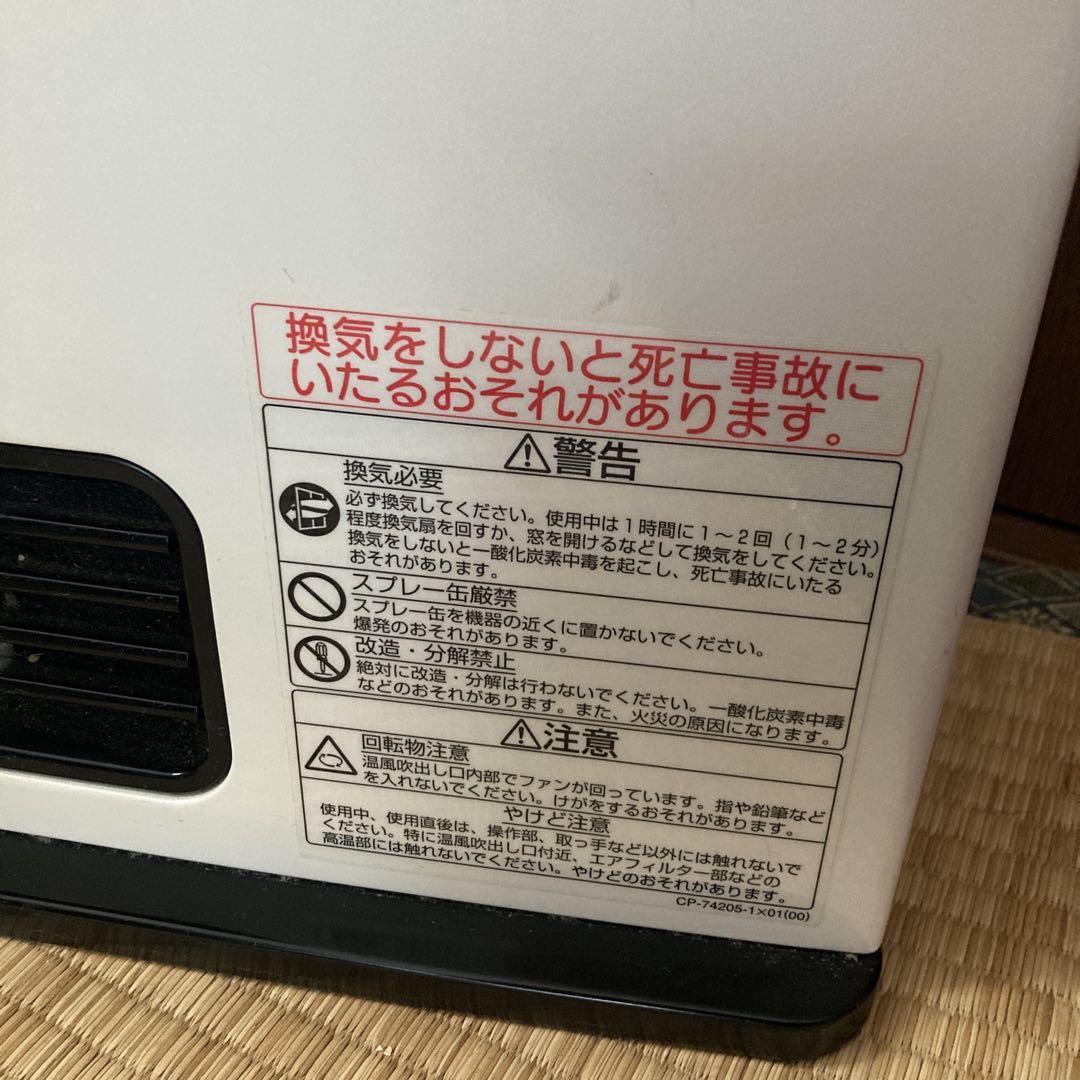 換気をしないと死亡事故に
いたるおそれがあります。
警告
換気必要
必ず換気してください。使用中は1時間に1〜2回（1〜2分）
程度換気扇を回すか、窓を開けるなどして換気をしてください。
換気をしないと一酸化炭素中毒を起こし、死亡事故にいたる
おそれがあります。
スプレー缶厳禁
スプレー缶を機器の近くに置かないでください。
爆発のおそれがあります。
改造・分解禁止
絶対に改造・分解は行わないでください。一酸化炭素中毒
などのおそれがあります。また、火災の原因になります。
注意
回転物注意
温風吹出し口内部でファンが回っています。指や鉛筆など
を入れないでください。けがをするおそれがあります。
やけど注意
使用中、使用直後は、操作部、取っ手など以外には触れないで
ください。特に温風吹出し口付近、エアフィルター部などの
高温部には触れないでください。やけどのおそれがあります。
CP-74205-1×01(00)